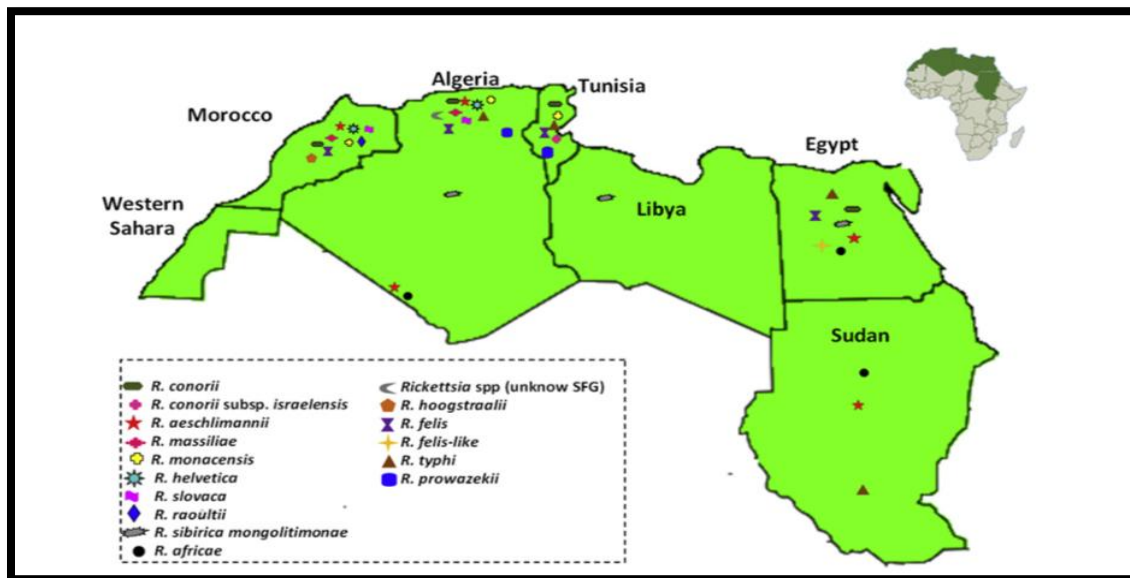 Algeria
Tunisia
Morocco
Egypt
Western
Sahara
Libya
Sudan
R. conorii
R. conorii subsp. israelensis
R. aeschlimannii
R. massiliae
R. monacensis
R. helvetica
R. slovaca
R. raoultii
R. sibirica mongolitimonae
R. africae
Rickettsia spp (unknow SFG)
R. hoogstraalii
R. felis
R. felis-like
R. typhi
R. prowazekii